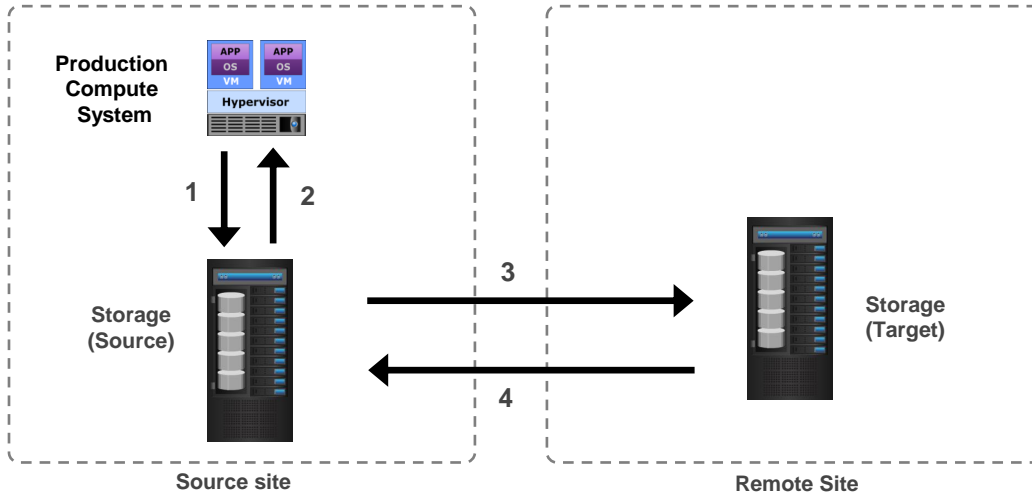 APP
APP
OS
OS
VM
VM
Hypervisor
Production
Compute
System
1
2
3
4
Storage
(Source)
Storage
(Target)
Source site
Remote Site